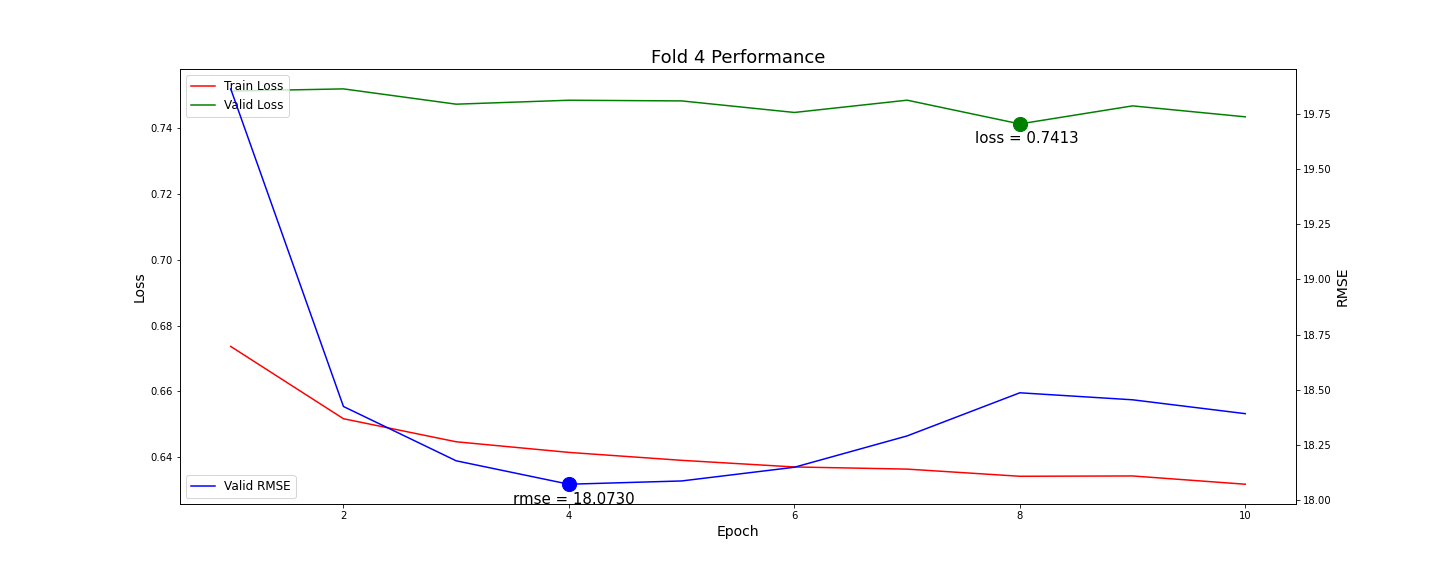 Fold 4 Performance
Train Loss
Valid Loss
loss = 0.7413
Valid RMSE
rmse = 18.0730
Loss
0.74
0.72
0.70
0.68
0.66
0.64
RMSE
19.75
19.50
19.25
19.00
18.75
18.50
18.25
18.00
2 4 6 8 10
Epoch